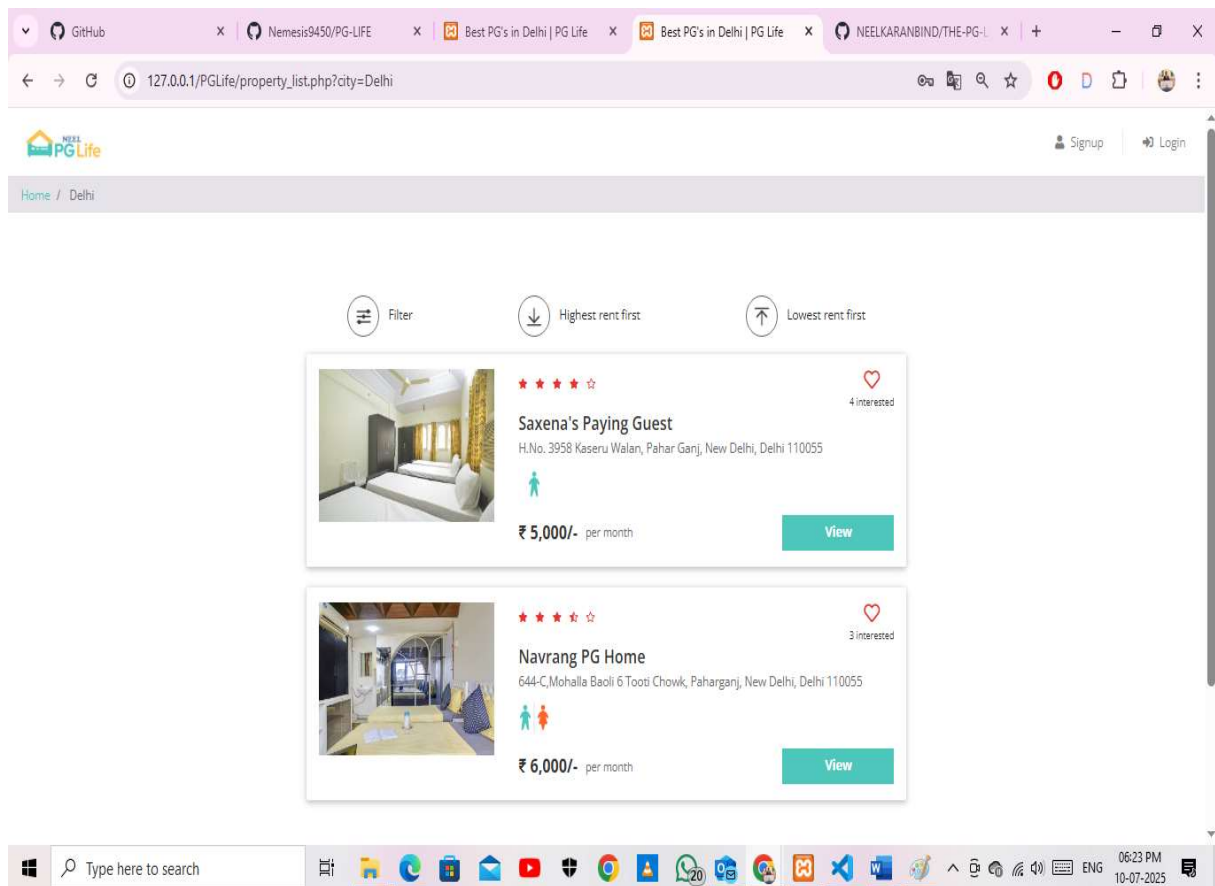 GitHub
Nemesis9450/PG-LIFE
Best PG's in Delhi | PG Life
Best PG's in Delhi | PG Life
NEELKARANBIND/THE-PG-L
127.0.0.1/PGLife/property_list.php?city=Delhi
NEEL
PGLife
Signup
Login
Home / Delhi
Filter
Highest rent first
Lowest rent first
4 interested
Saxena's Paying Guest
H.No. 3958 Kaseru Walan, Pahar Ganj, New Delhi, Delhi 110055
₹ 5,000/- per month
View
3 interested
Navrang PG Home
644-C,Mohalla Baoli 6 Tooti Chowk, Paharganj, New Delhi, Delhi 110055
₹ 6,000/- per month
View
Type here to search
20
ENG
06:23 PM
10-07-2025